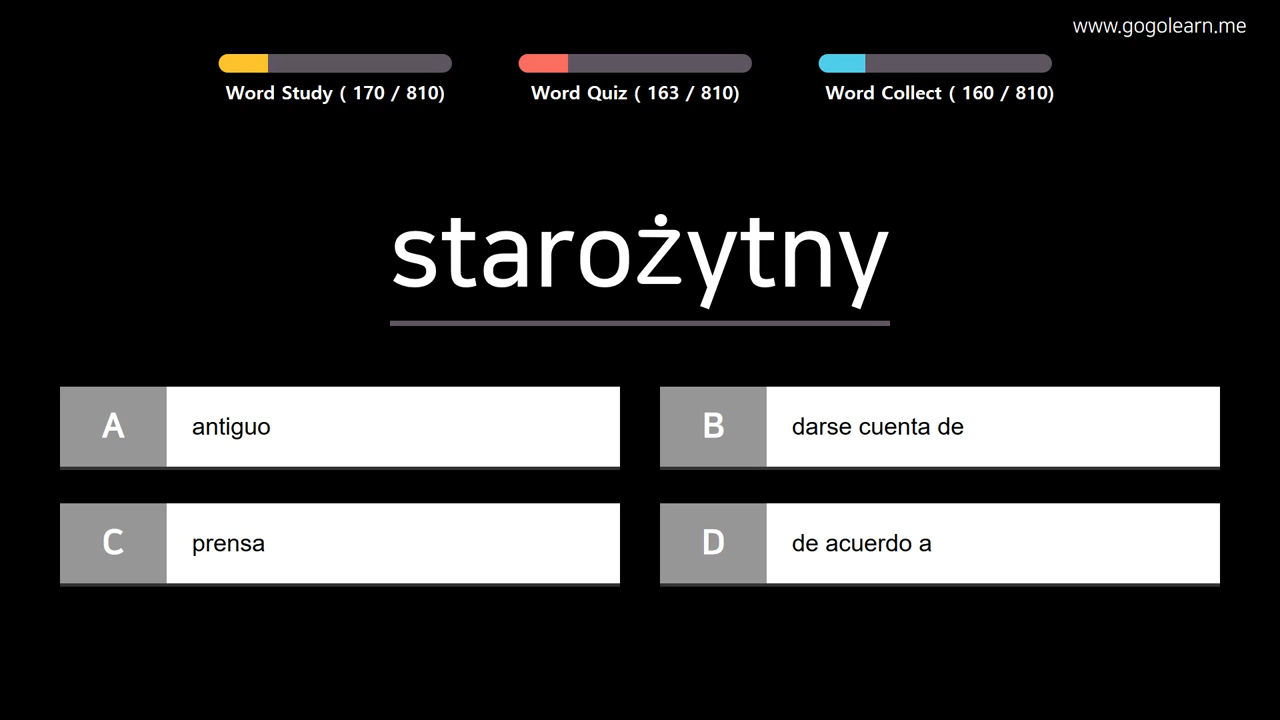 www.gogolearn.me
Word Study ( 170 / 810)
Word Quiz ( 163 / 810)
Word Collect ( 160 / 810)
starożytny
A antiguo
B darse cuenta de
C prensa
D de acuerdo a